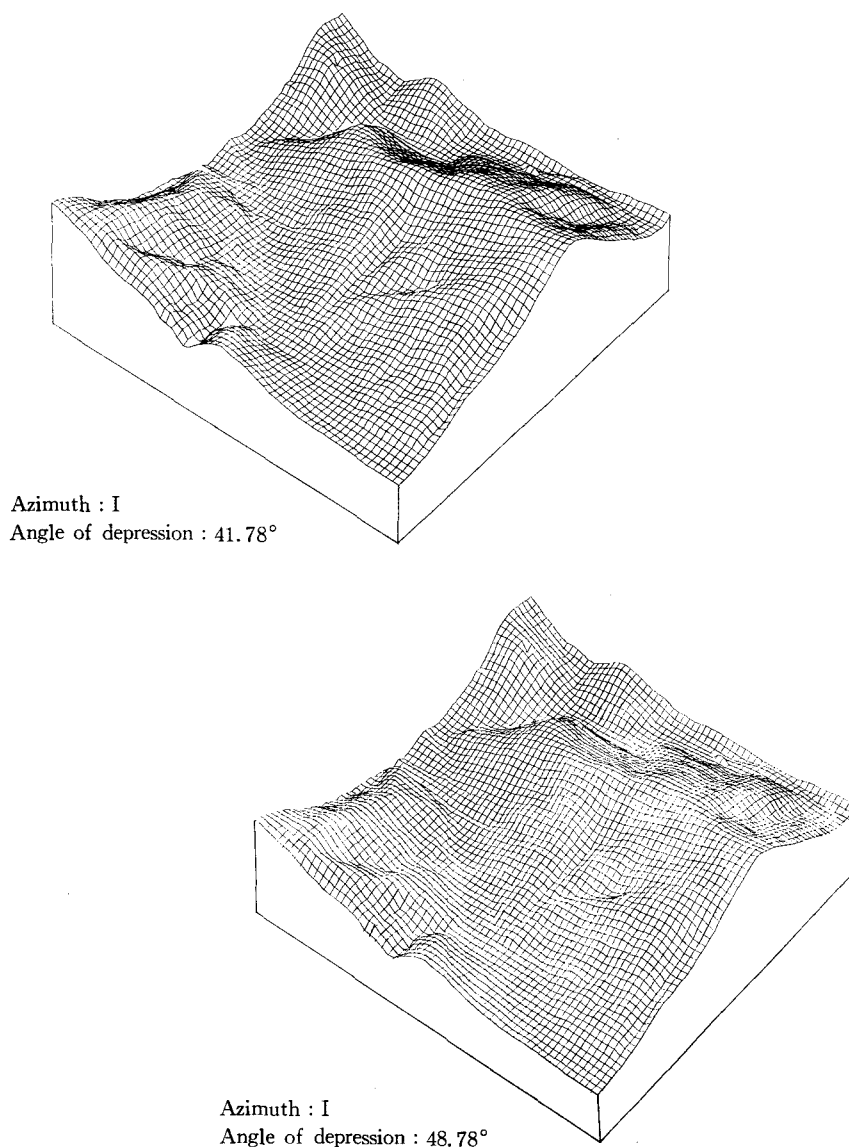 Azimuth : I
Angle of depression : 41.78°
Azimuth : I
Angle of depression : 48.78°